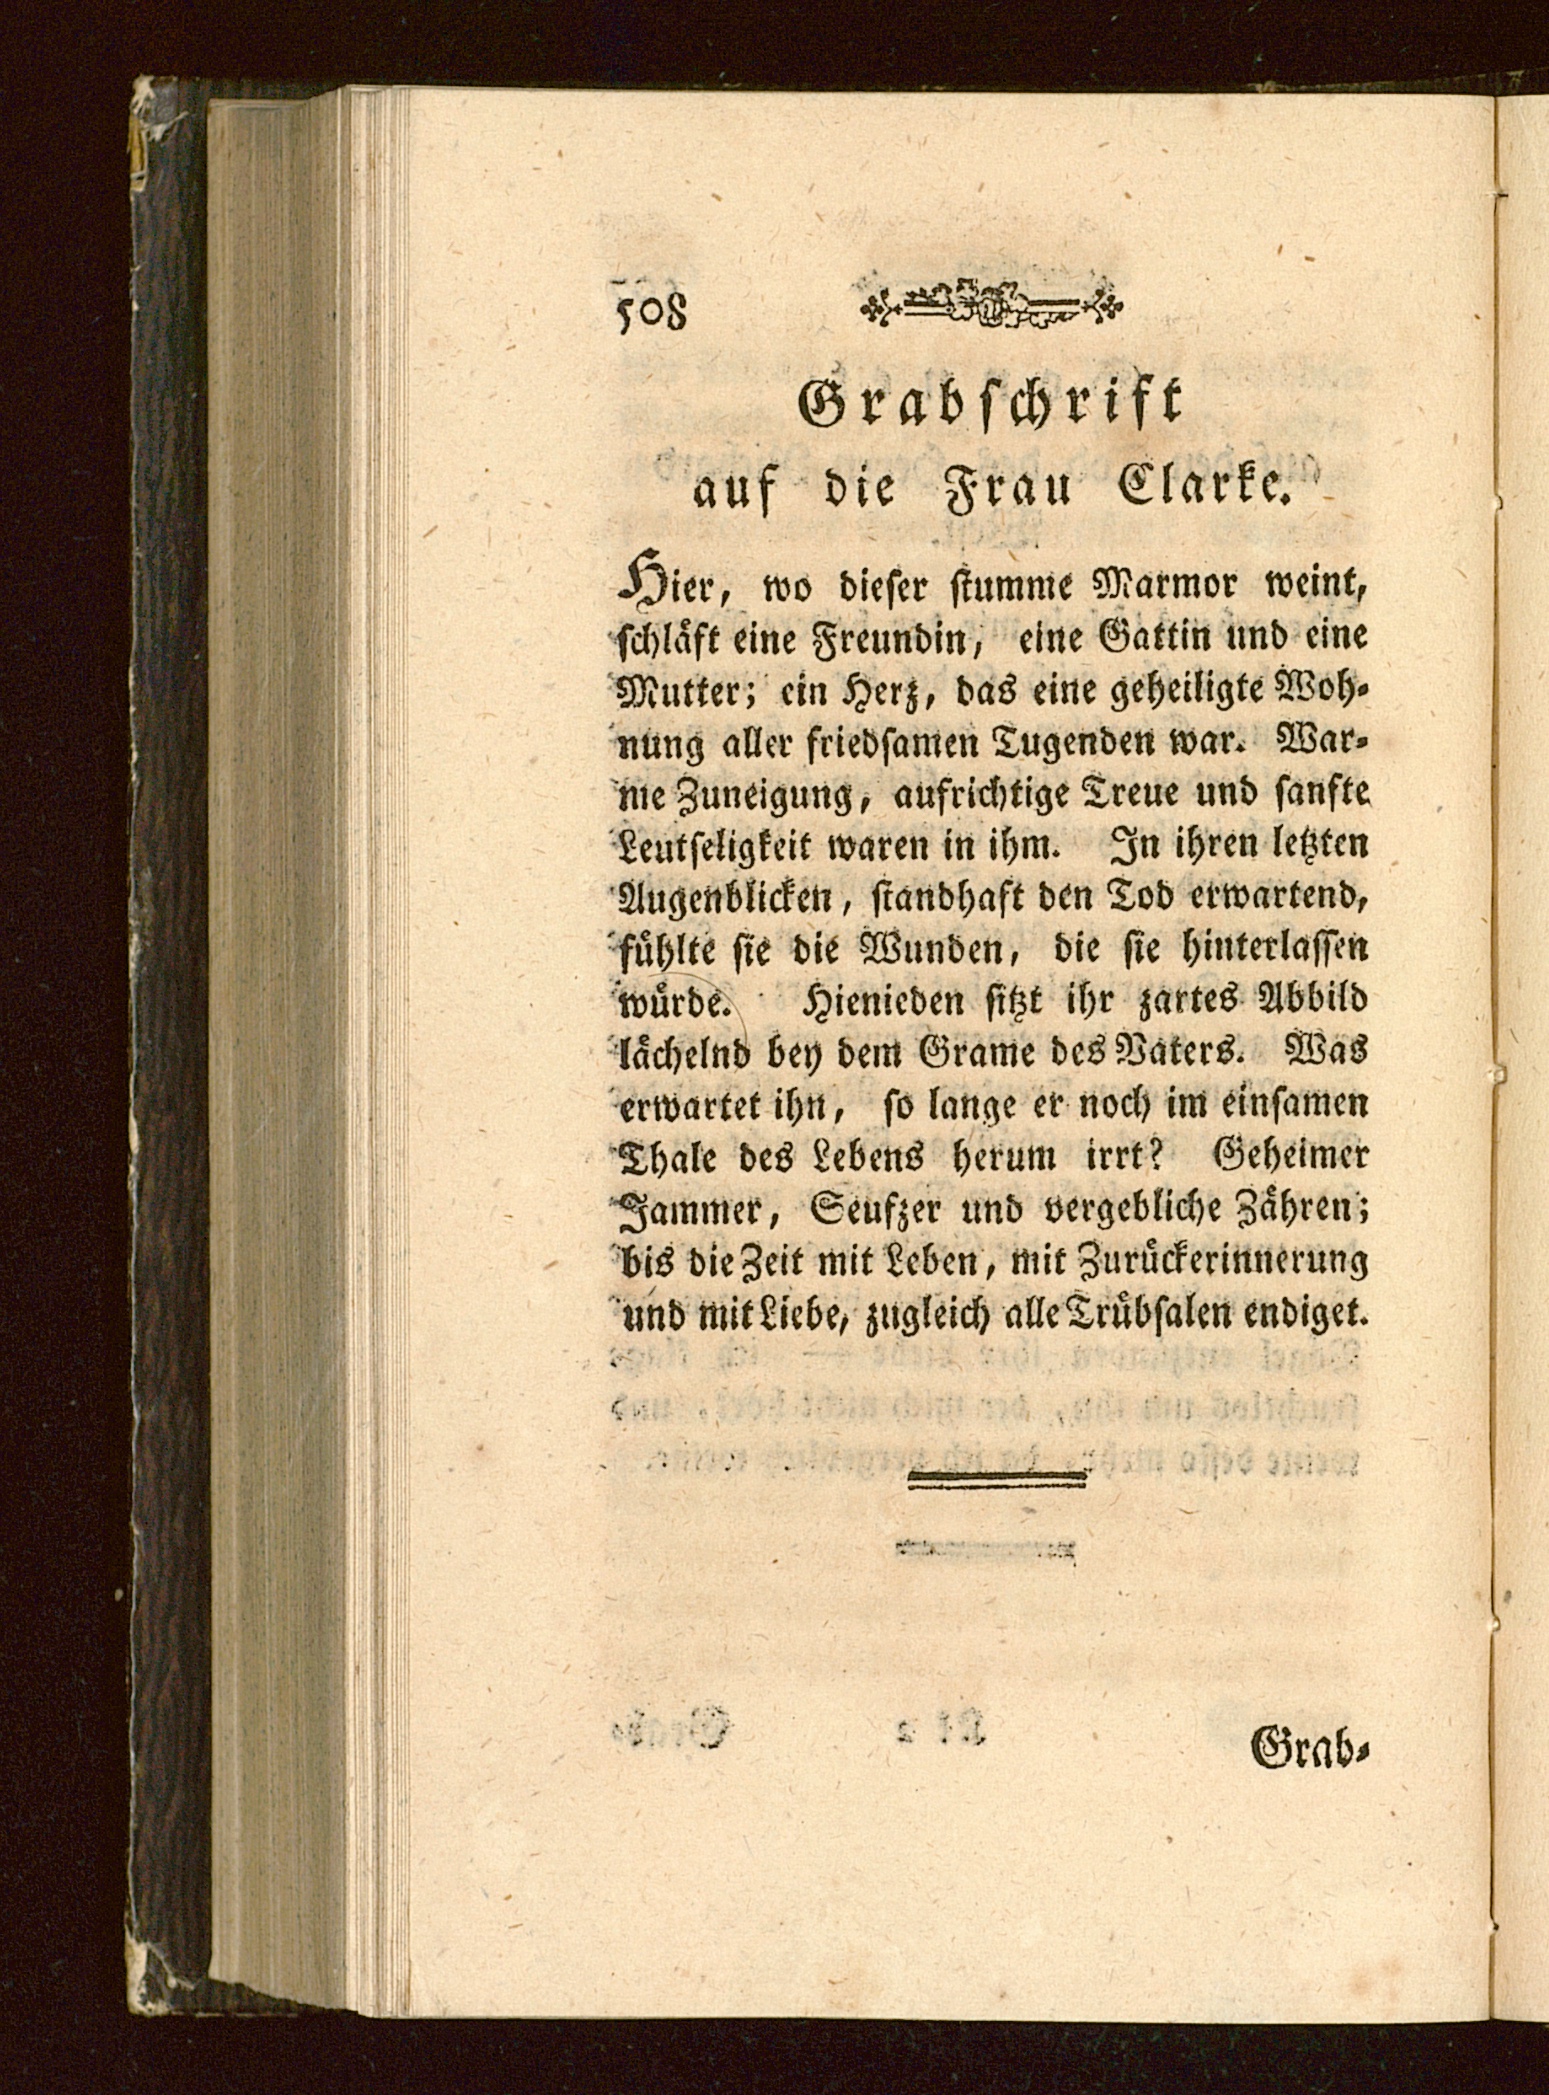 508
Grabschrift
auf die Frau Clarke.
Hier, wo dieſer ſtumme Marmor weint,
ſchläft eine Freundin, eine Gattin und eine
Mutter; ein Herz, das eine geheiligte Woh-
nung aller friedſamen Tugenden war. War-
me Zuneigung, aufrichtige Treue und ſanfte
Leutſeligkeit waren in ihm. In ihren letzten
Augenblicken, ſtandhaft den Tod erwartend,
fühlte ſie die Wunden, die ſie hinterlaſſen
würde. Hienieden ſitzt ihr zartes Abbild
lächelnd bey dem Grame des Vaters. Was
erwartet ihn, ſo lange er noch im einſamen
Thale des Lebens herum irrt? Geheimer
Jammer, Seufzer und vergebliche Zähren;
bis die Zeit mit Leben, mit Zurückerinnerung
und mit Liebe, zugleich alle Trübſalen endiget.
Grab-